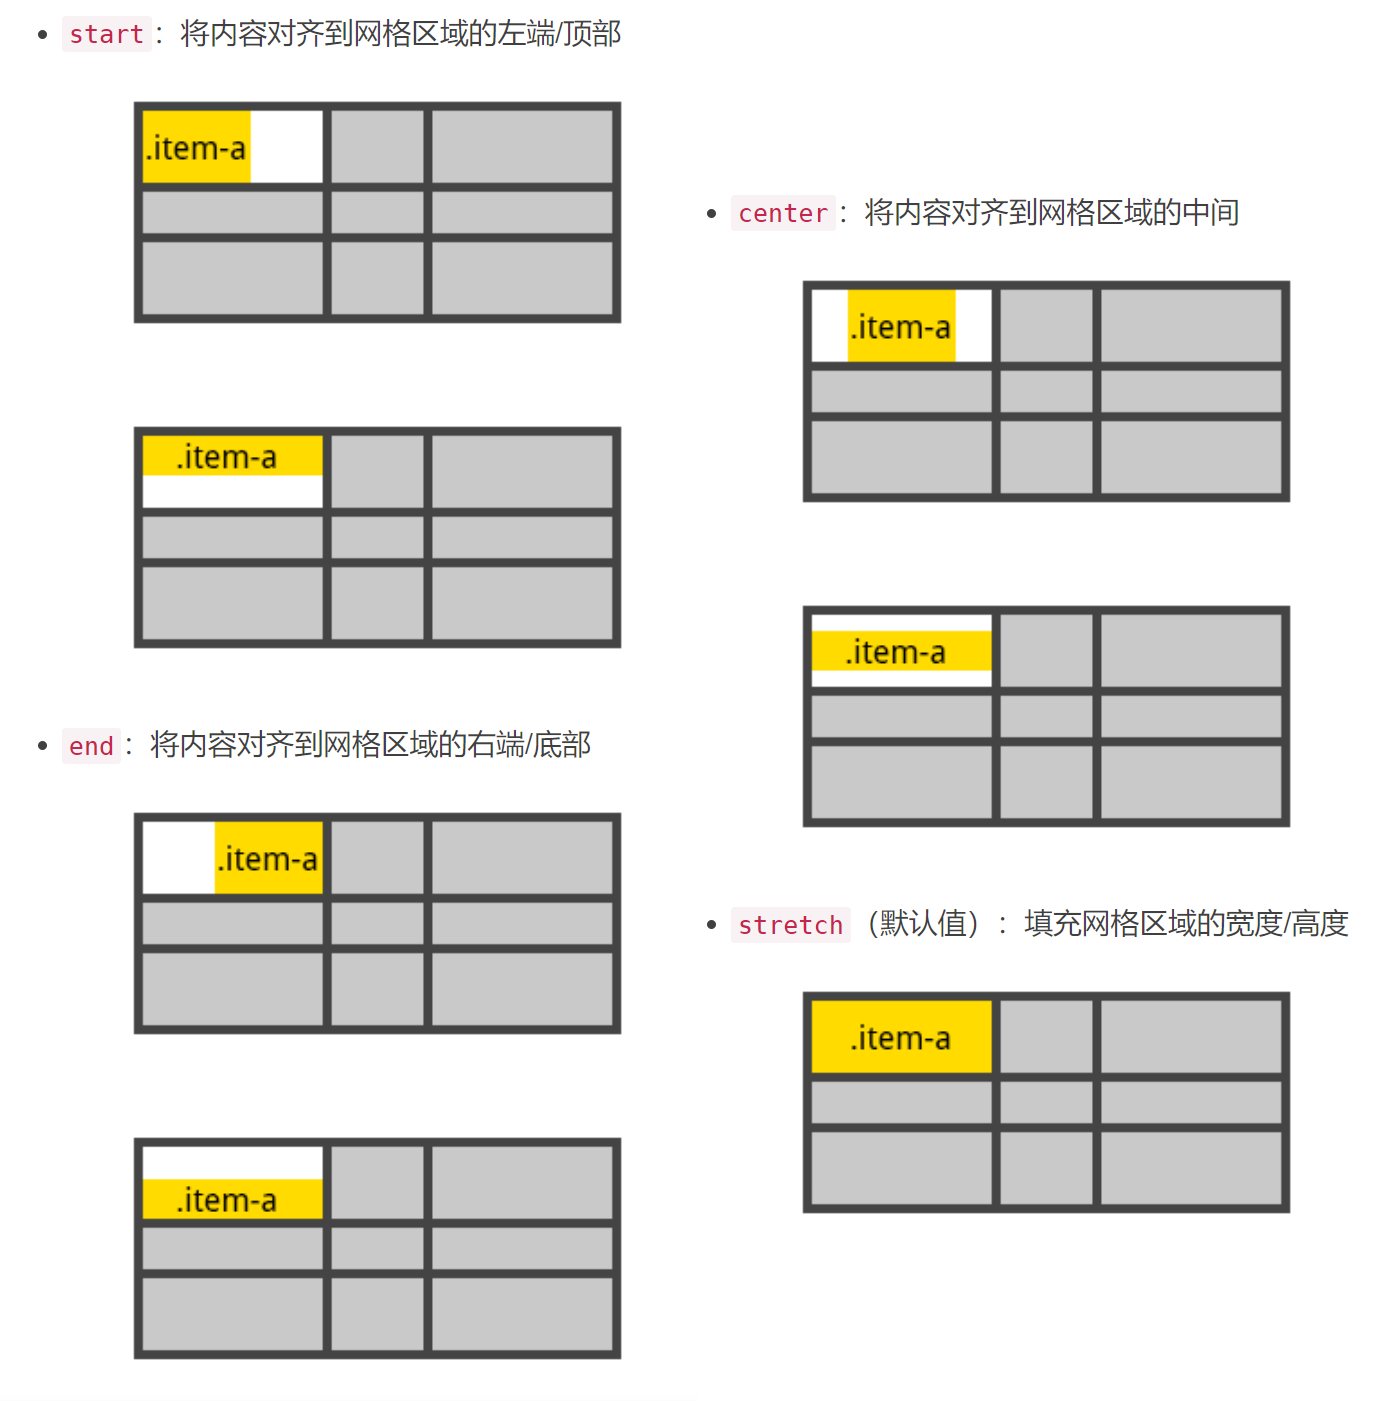 start：将内容对齐到网格区域的左端/顶部
.item-a
.item-a
end：将内容对齐到网格区域的右端/底部
.item-a
.item-a
center：将内容对齐到网格区域的中间
.item-a
.item-a
stretch（默认值）：填充网格区域的宽度/高度
.item-a